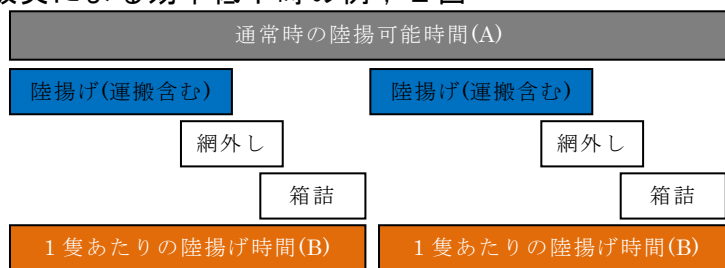 通常時の陸揚可能時間(A)
陸揚げ(運搬含む) 陸揚げ(運搬含む)
網外し 網外し
箱詰 箱詰
1隻あたりの陸揚げ時間(B) 1隻あたりの陸揚げ時間(B)